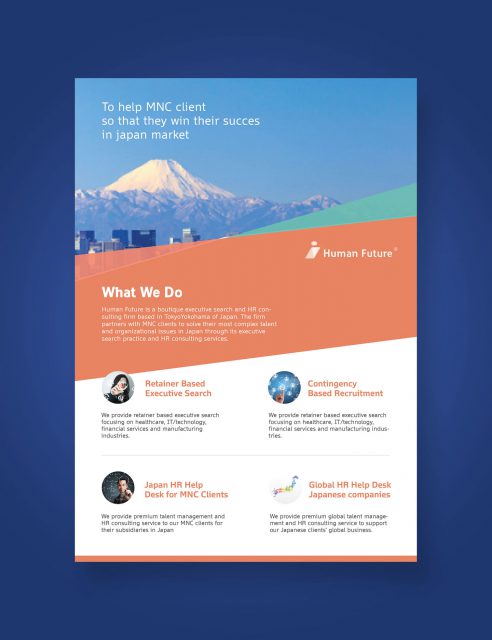 To help MNC client
so that they win their succes
in japan market
Human Future®
What We Do
Human Future is a boutique executive search and HR con-
sulting firm based in TokyoYokohama of Japan. The firm
partners with MNC clients to solve their most complex talent
and organizational issues in Japan through its executive
search practice and HR consulting services.
Retainer Based
Executive Search
We provide retainer based executive search
focusing on healthcare, IT/technology,
financial services and manufacturing
industries.
Contingency
Based Recruitment
We provide retainer based executive search
focusing on healthcare, IT/technology,
financial services and manufacturing indus-
tries.
Japan HR Help
Desk for MNC Clients
We provide premium talent management and
HR consulting service to our MNC clients for
their subsidiaries in Japan
Global HR Help Desk
Japanese companies
We provide premium global talent manage-
ment and HR consulting service to support
our Japanese clients' global business.